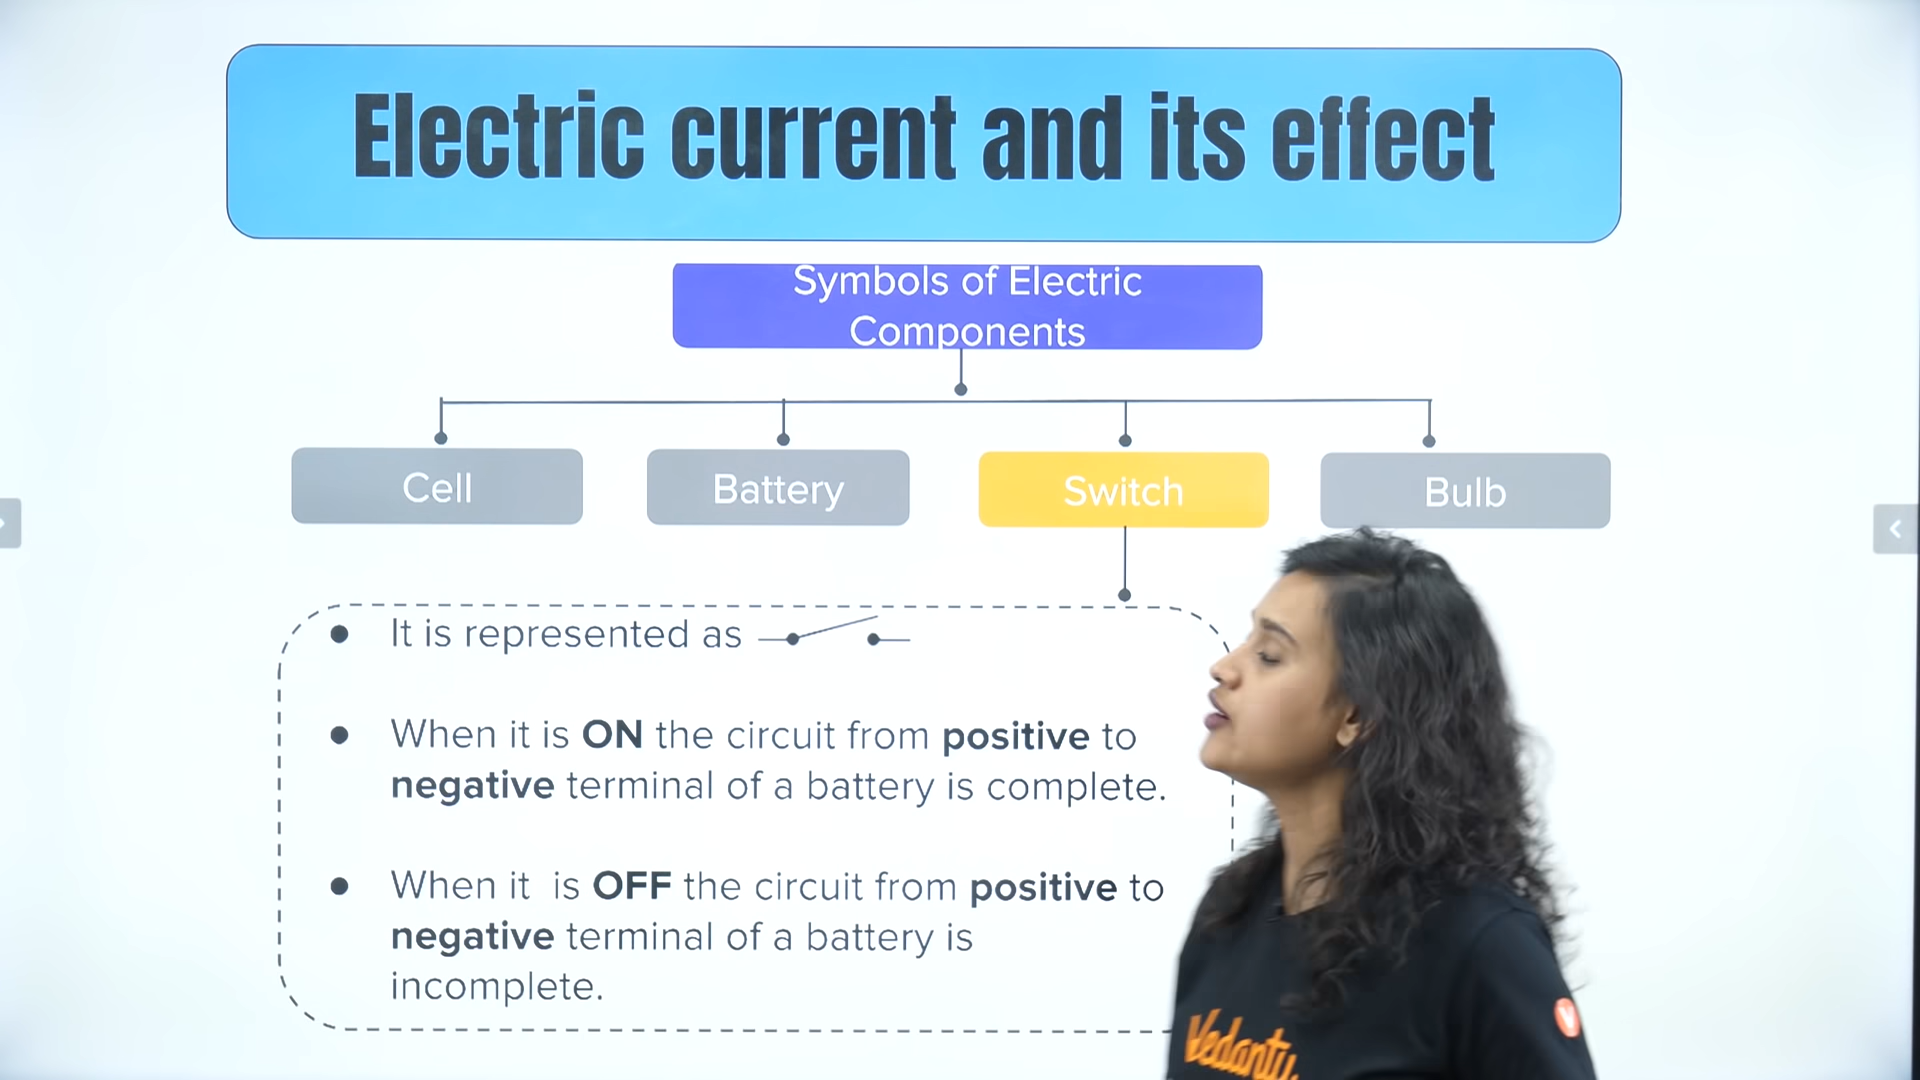 Electric current and its effect
Symbols of Electric
Components
Cell
Battery
Switch
Bulb
It is represented as
When it is ON the circuit from positive to
negative terminal of a battery is complete.
When it is OFF the circuit from positive to
negative terminal of a battery is
incomplete.